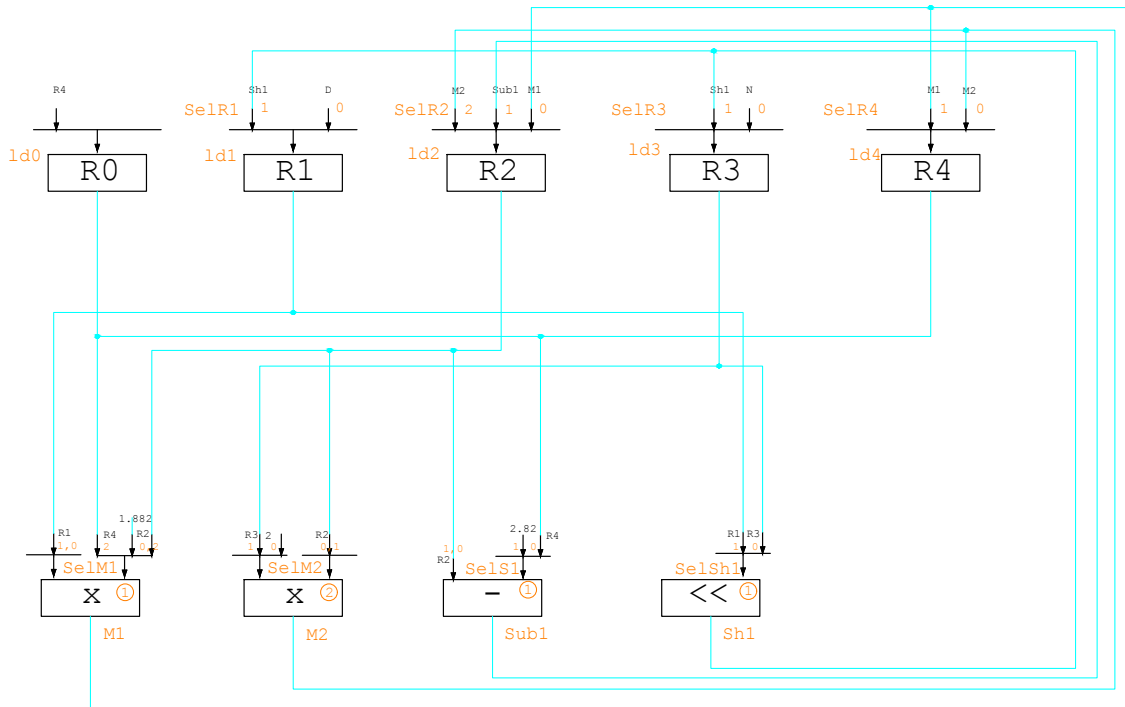 R4 Sh1 D M2 Sub1 M1 Sh1 N M1 M2
SelR1 1 0 SelR2 2 1 0 SelR3 1 0 SelR4 1 0
ld0 ld1 ld2 ld3 ld4
R0 R1 R2 R3 R4
1.882 2.82
R1 R4 R2 R3 2 R2 R2 R4 R1 R3
1,0 2 0,2 1 0 0,1 1,0 1 0 1 0
SelM1 SelM2 SelS1 SelSh1
x 1 x 2 - 1 << 1
M1 M2 Sub1 Sh1